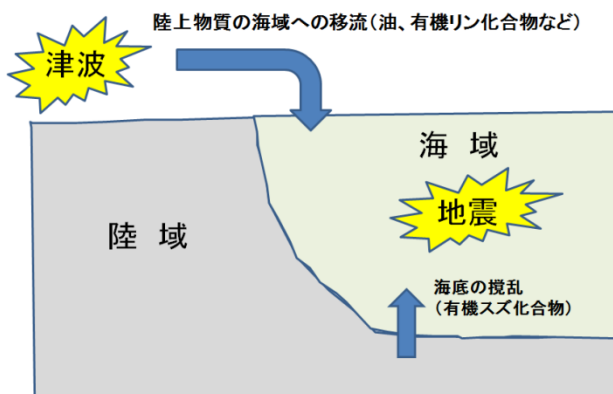 陸上物質の海域への移流（油、有機リン化合物など）
津波
海 域
地震
陸 域
海底の撹乱
（有機スズ化合物）